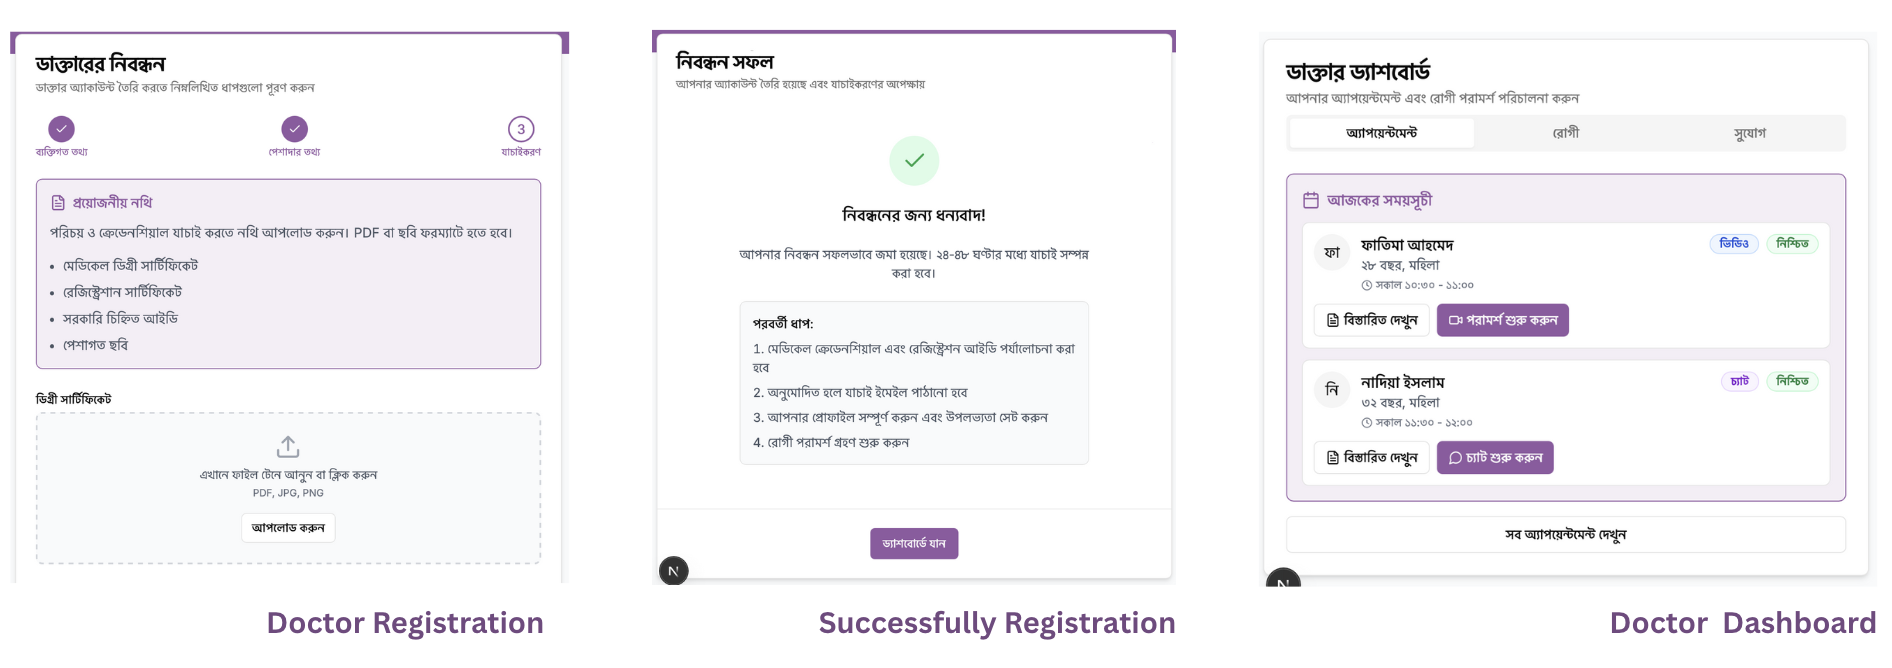 ডাক্তারের নিবন্ধন
ডাক্তার অ্যাকাউন্ট তৈরি করতে নিম্নলিখিত ধাপগুলো পূরণ করুন
3
ব্যক্তিগত তথ্য
পেশাদার তথ্য
যাচাইকরণ
প্রয়োজনীয় নথি
পরিচয় ও ক্রেডেনশিয়াল যাচাই করতে নথি আপলোড করুন। PDF বা ছবি ফরম্যাটে হতে হবে।
• মেডিকেল ডিগ্রী সার্টিফিকেট
• রেজিস্ট্রেশান সার্টিফিকেট
• সরকারি চিহ্নিত আইডি
• পেশাগত ছবি
ডিগ্রী সার্টিফিকেট
এখানে ফাইল টেনে আনুন বা ক্লিক করুন
PDF, JPG, PNG
আপলোড করুন
Doctor Registration
নিবন্ধন সফল
আপনার অ্যাকাউন্ট তৈরি হয়েছে এবং যাচাইকরণের অপেক্ষায়
নিবন্ধনের জন্য ধন্যবাদ!
আপনার নিবন্ধন সফলভাবে জমা হয়েছে। ২৪-৪৮ ঘণ্টার মধ্যে যাচাই সম্পন্ন
করা হবে।
পরবর্তী ধাপ:
1. মেডিকেল ক্রেডেনশিয়াল এবং রেজিস্ট্রেশন আইডি পর্যালোচনা করা
হবে
2. অনুমোদিত হলে যাচাই ইমেইল পাঠানো হবে
3. আপনার প্রোফাইল সম্পূর্ণ করুন এবং উপলভ্যতা সেট করুন
4. রোগী পরামর্শ গ্রহণ শুরু করুন
ড্যাশবোর্ডে যান
N
Successfully Registration
ডাক্তার ড্যাশবোর্ড
আপনার অ্যাপয়েন্টমেন্ট এবং রোগী পরামর্শ পরিচালনা করুন
অ্যাপয়েন্টমেন্ট
রোগী
সুযোগ
আজকের সময়সূচী
ফা
ফাতিমা আহমেদ
ভিডিও
নিশ্চিত
২৮ বছর, মহিলা
সকাল ১০:৩০ - ১১:০০
বিস্তারিত দেখুন
পরামর্শ শুরু করুন
নি
নাদিয়া ইসলাম
চ্যাট
নিশ্চিত
৩২ বছর, মহিলা
সকাল ১১:৩০ - ১২:০০
বিস্তারিত দেখুন
চ্যাট শুরু করুন
সব অ্যাপয়েন্টমেন্ট দেখুন
N
Doctor Dashboard